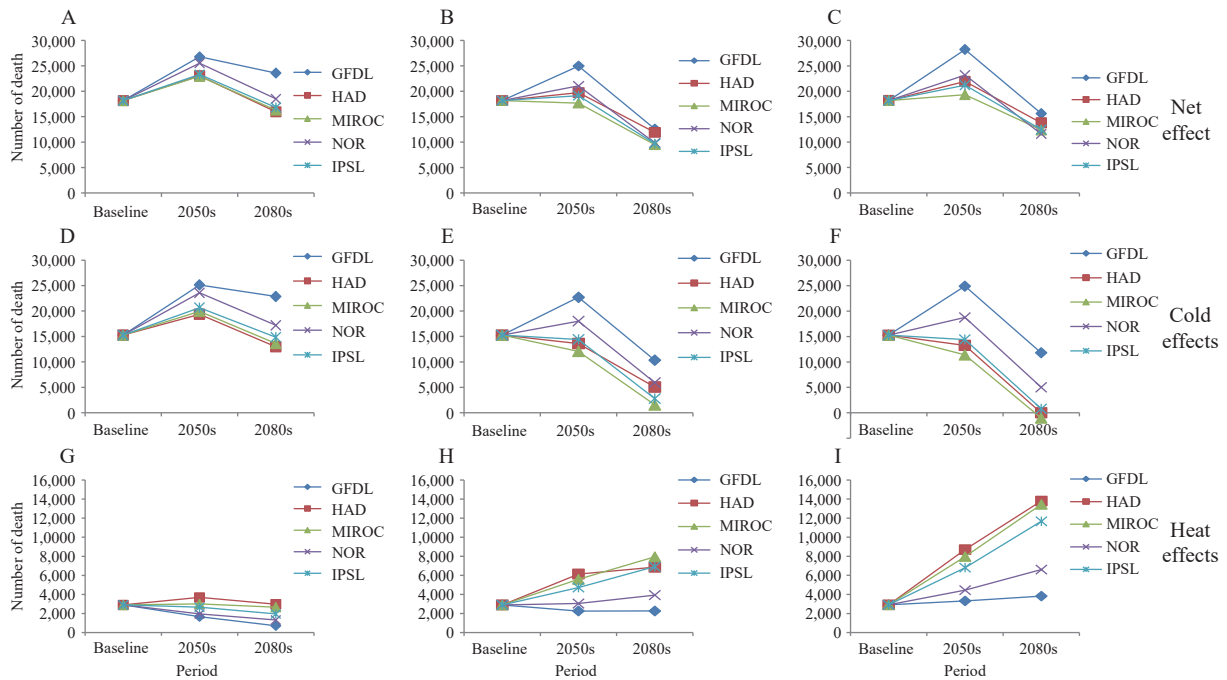 A
Number of death
30,000
25,000
20,000
15,000
10,000
5,000
0
Baseline 2050s 2080s
GFDL
HAD
MIROC
NOR
IPSL
B
30,000
25,000
20,000
15,000
10,000
5,000
0
Baseline 2050s 2080s
GFDL
HAD
MIROC
NOR
IPSL
C
30,000
25,000
20,000
15,000
10,000
5,000
0
Baseline 2050s 2080s
GFDL
HAD
MIROC
NOR
IPSL
Net
effect
D
Number of death
30,000
25,000
20,000
15,000
10,000
5,000
0
Baseline 2050s 2080s
GFDL
HAD
MIROC
NOR
IPSL
E
30,000
25,000
20,000
15,000
10,000
5,000
0
Baseline 2050s 2080s
GFDL
HAD
MIROC
NOR
IPSL
F
30,000
25,000
20,000
15,000
10,000
5,000
0
Baseline 2050s 2080s
GFDL
HAD
MIROC
NOR
IPSL
Cold
effects
G
Number of death
16,000
14,000
12,000
10,000
8,000
6,000
4,000
2,000
0
Baseline 2050s 2080s
Period
GFDL
HAD
MIROC
NOR
IPSL
H
16,000
14,000
12,000
10,000
8,000
6,000
4,000
2,000
0
Baseline 2050s 2080s
Period
GFDL
HAD
MIROC
NOR
IPSL
I
16,000
14,000
12,000
10,000
8,000
6,000
4,000
2,000
0
Baseline 2050s 2080s
Period
GFDL
HAD
MIROC
NOR
IPSL
Heat
effects